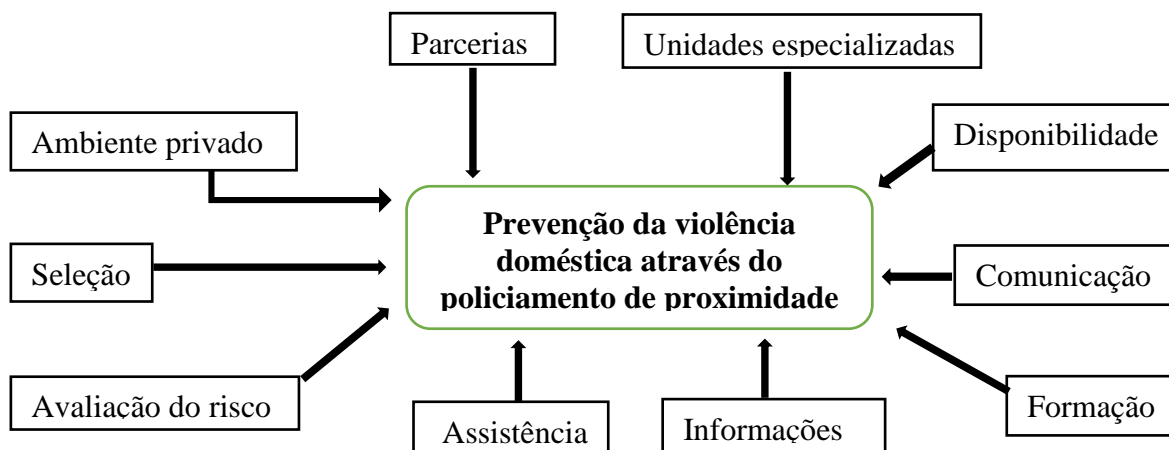 Parcerias
Unidades especializadas
Ambiente privado
Disponibilidade
Prevenção da violência
doméstica através do
policiamento de proximidade
Seleção
Comunicação
Avaliação do risco
Formação
Assistência
Informações